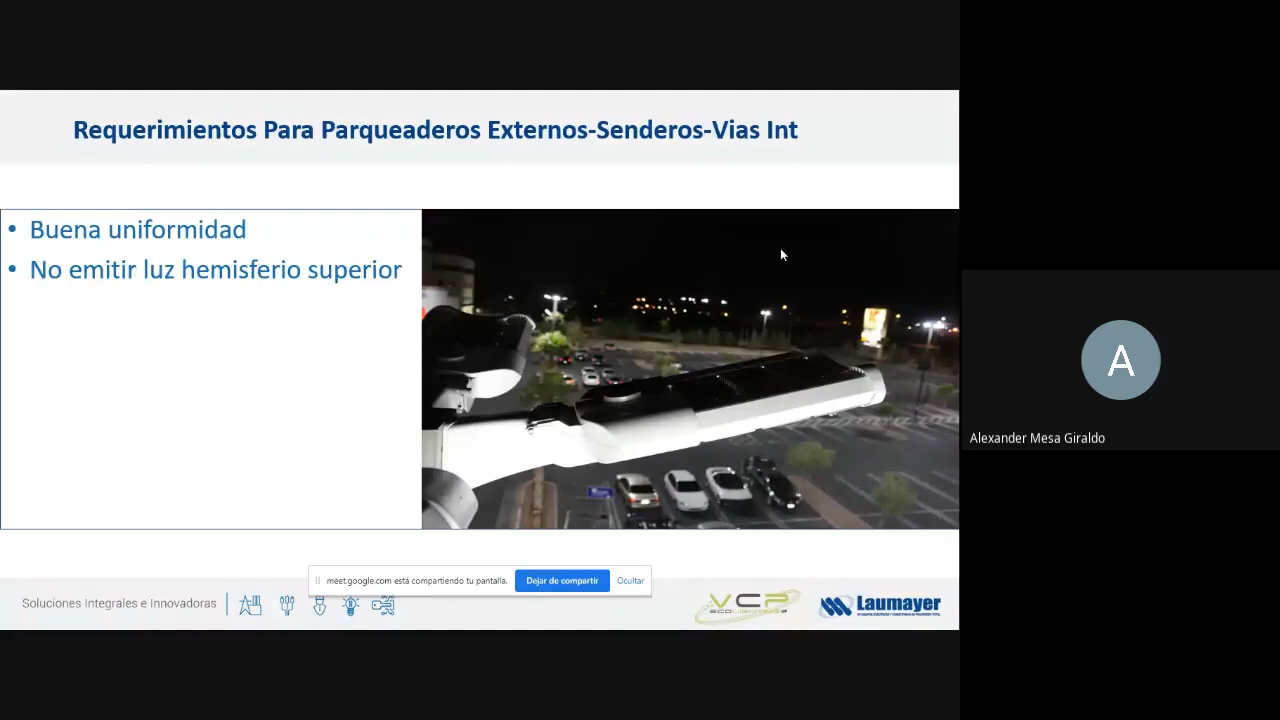 Requerimientos Para Parqueaderos Externos-Senderos-Vias Int
• Buena uniformidad
• No emitir luz hemisferio superior
A
Alexander Mesa Giraldo
meet.google.com está compartiendo tu pantalla. Dejar de compartir Ocultar
Soluciones Integrales e Innovadoras
VCP
Laumayer